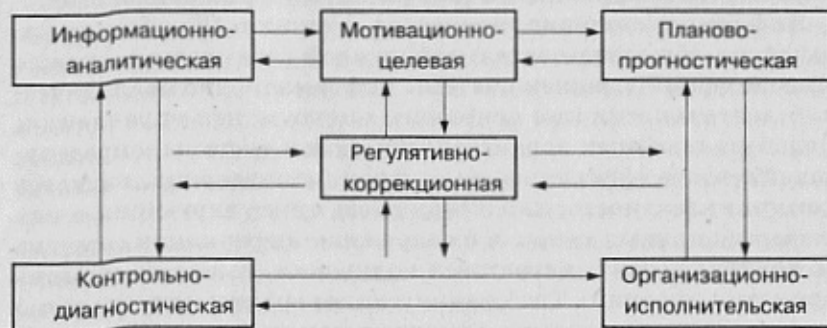 Информационно-
аналитическая
Мотивационно-
целевая
Планово-
прогностическая
Регулятивно-
коррекционная
Контрольно-
диагностическая
Организационно-
исполнительская